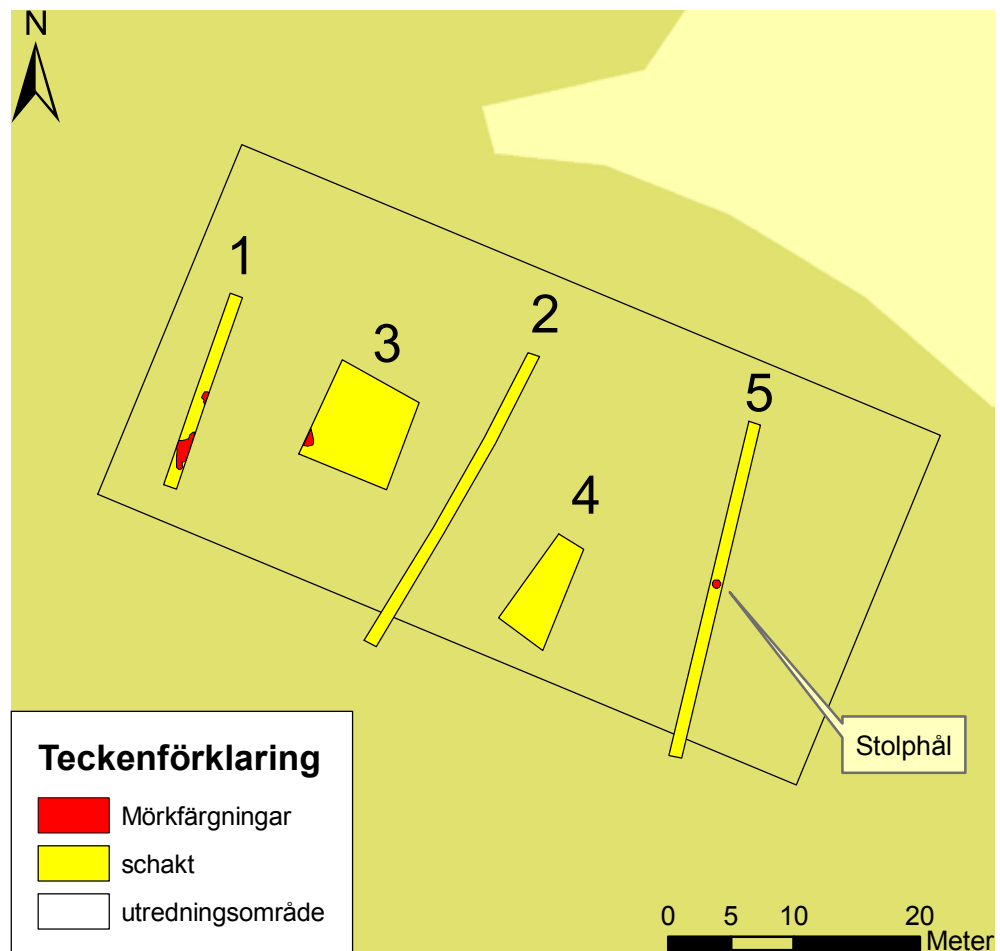 N
1
2
3
5
4
Stolphål
Teckenförklaring
Mörkfärgningar
schakt
utredningsområde
0 5 10 20
Meter